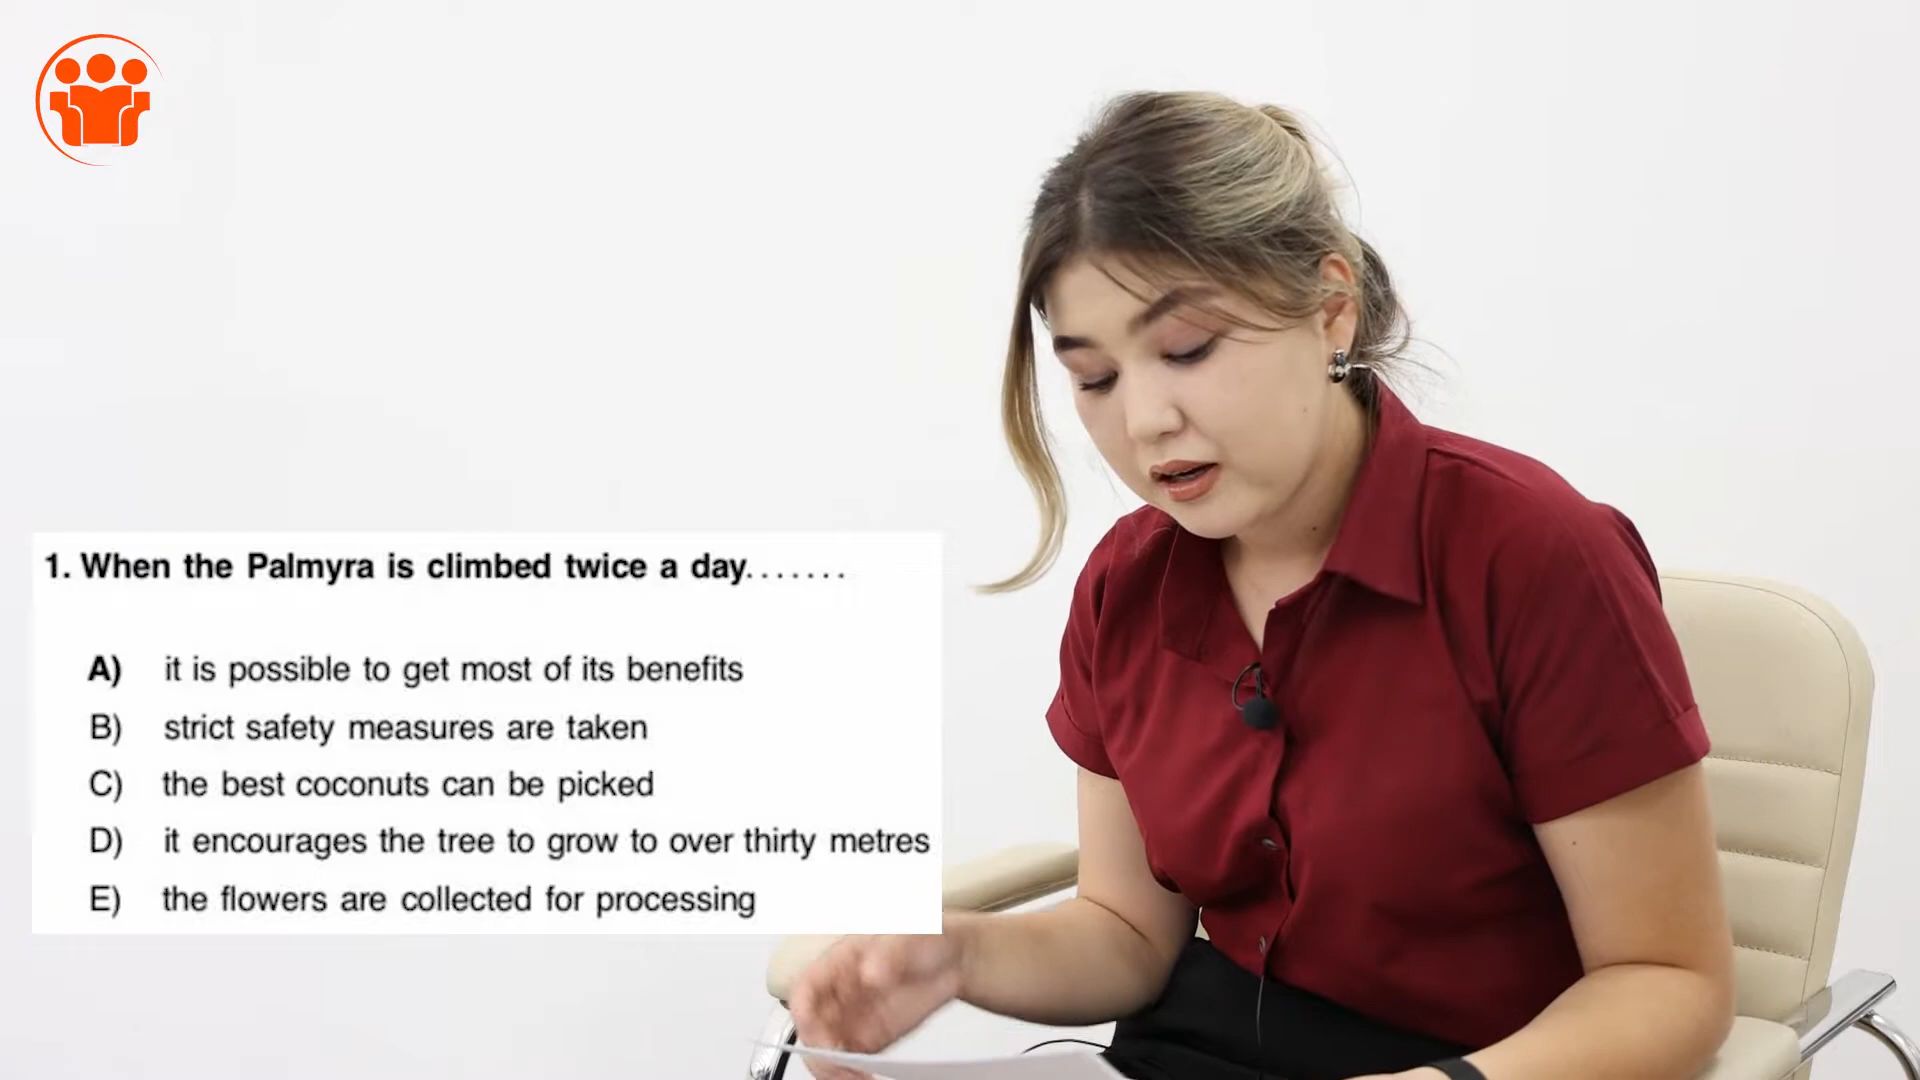 1. When the Palmyra is climbed twice a day.......
A) it is possible to get most of its benefits
B) strict safety measures are taken
C) the best coconuts can be picked
D) it encourages the tree to grow to over thirty metres
E) the flowers are collected for processing